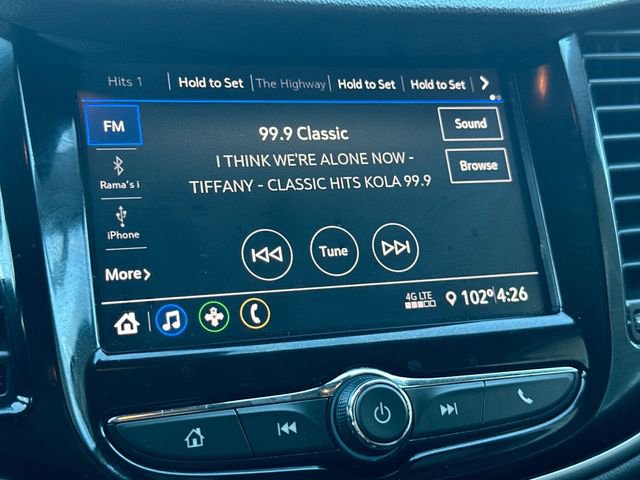 Hits 1 Hold to Set The Highway Hold to Set Hold to Set
FM
99.9 Classic
Sound
I THINK WE'RE ALONE NOW -
TIFFANY - CLASSIC HITS KOLA 99.9
Browse
Rama's i
iPhone
Tune
More
4G LTE
102° 4:26